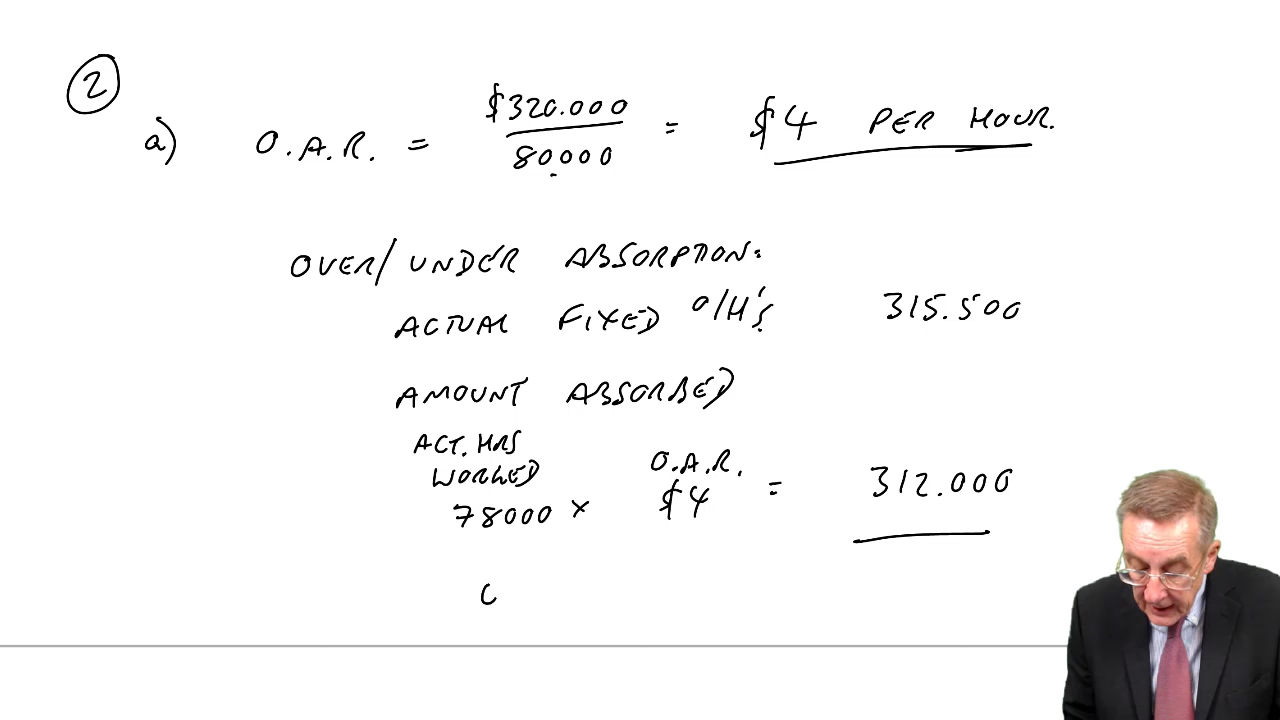 2
a) O.A.R. = $320.000 / 80000 = $4 PER HOUR.
OVER/UNDER ABSORPTION:
ACTUAL FIXED O/H's 315.500
AMOUNT ABSORBED
ACT. HRS WORKED 78000 × O.A.R. $4 = 312.000